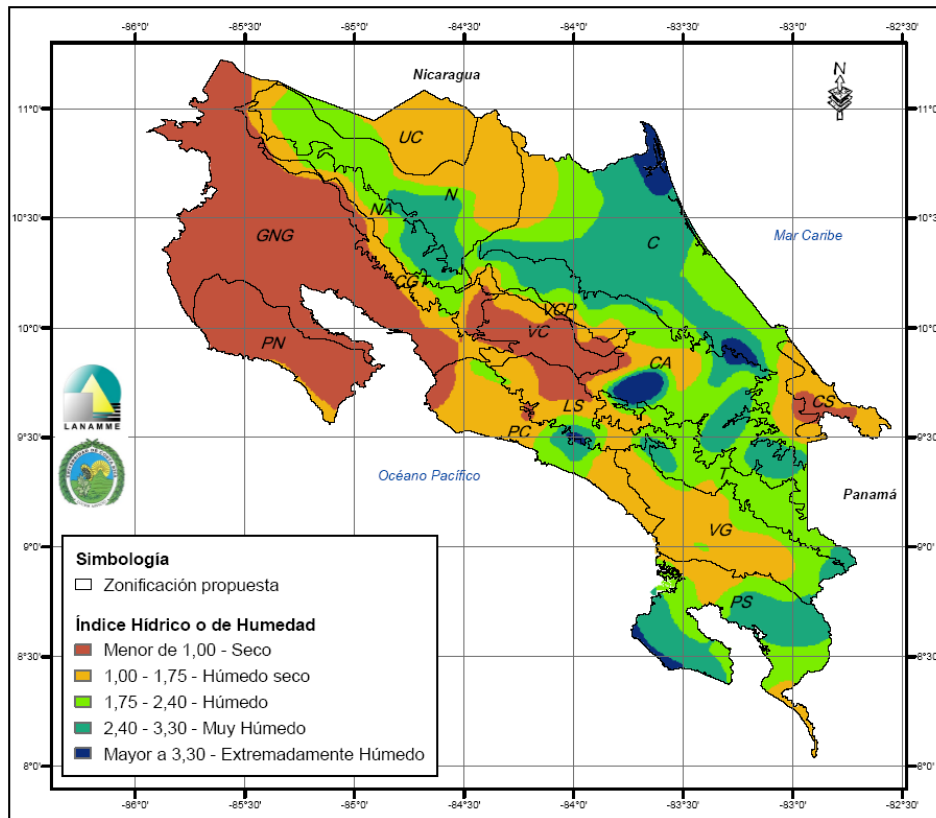 -86°0' -85°30' -85°0' -84°30' -84°0' -83°30' -83°0' -82°30'
Nicaragua
N
11°0' 11°0'
UC
N
NA
10°30' 10°30'
C
GNG
Mar Caribe
CGT
VCP
10°0' 10°0'
VC
PN
CA
LANAMME
LS
CS
PC
9°30' 9°30'
Océano Pacífico
Panamá
VG
9°0' 9°0'
Simbología
Zonificación propuesta
PS
Índice Hídrico o de Humedad
Menor de 1,00 - Seco
8°30' 8°30'
1,00 - 1,75 - Húmedo seco
1,75 - 2,40 - Húmedo
2,40 - 3,30 - Muy Húmedo
Mayor a 3,30 - Extremadamente Húmedo
8°0' 8°0'
-86°0' -85°30' -85°0' -84°30' -84°0' -83°30' -83°0' -82°30'